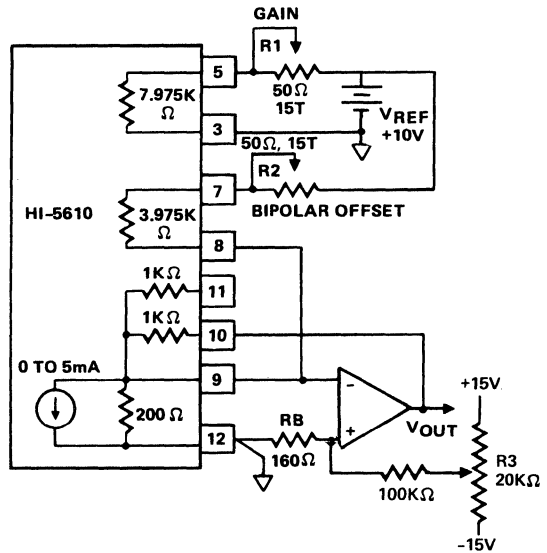 GAIN
R1
5
50Ω
15T
7.975K
Ω
VREF
+10V
3
50Ω, 15T
R2
7
HI-5610
3.975K
Ω
BIPOLAR OFFSET
8
1KΩ
11
1KΩ
10
0 TO 5mA
9
-
+15V
200 Ω
12
RB
+
VOUT
160Ω
100KΩ
R3
20KΩ
-15V